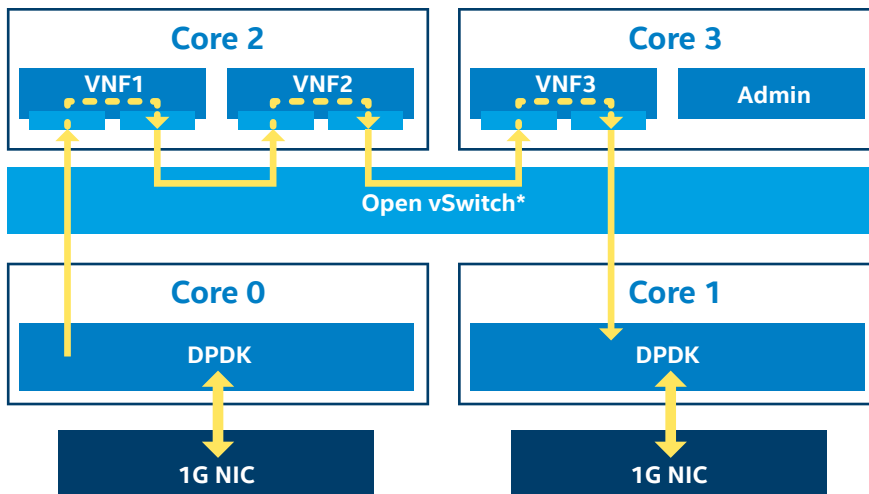 Core 2
Core 3
VNF1
VNF2
VNF3
Admin
Open vSwitch*
Core 0
Core 1
DPDK
DPDK
1G NIC
1G NIC